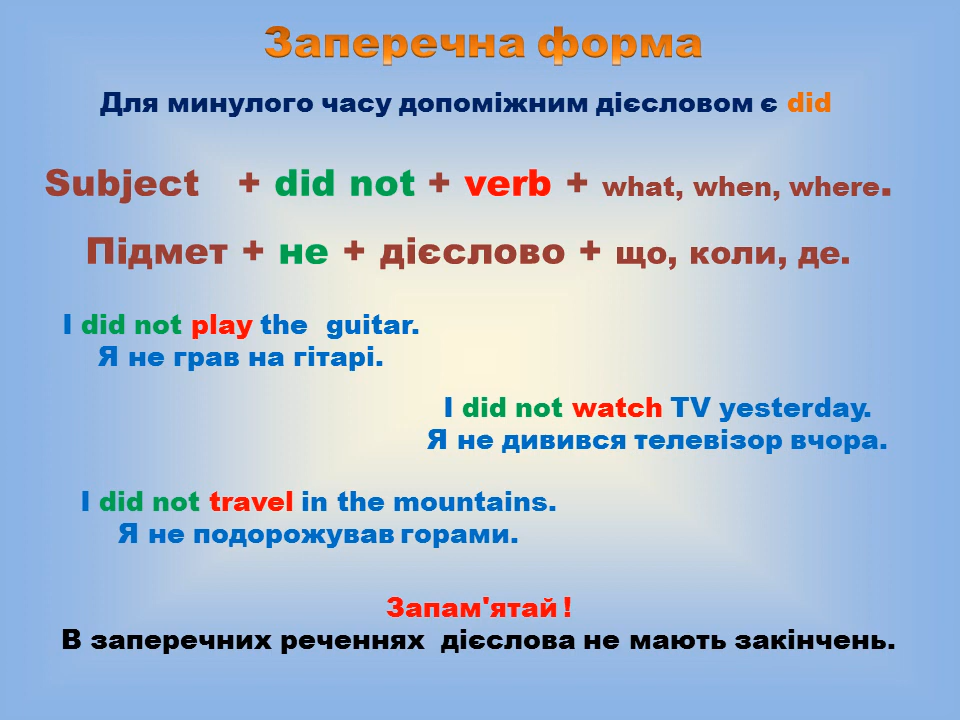 Заперечна форма
Для минулого часу допоміжним дієсловом є did
Subject + did not + verb + what, when, where.
Підмет + не + дієслово + що, коли, де.
I did not play the guitar.
Я не грав на гітарі.
I did not watch TV yesterday.
Я не дивився телевізор вчора.
I did not travel in the mountains.
Я не подорожував горами.
Запам'ятай !
В заперечних реченнях дієслова не мають закінчень.